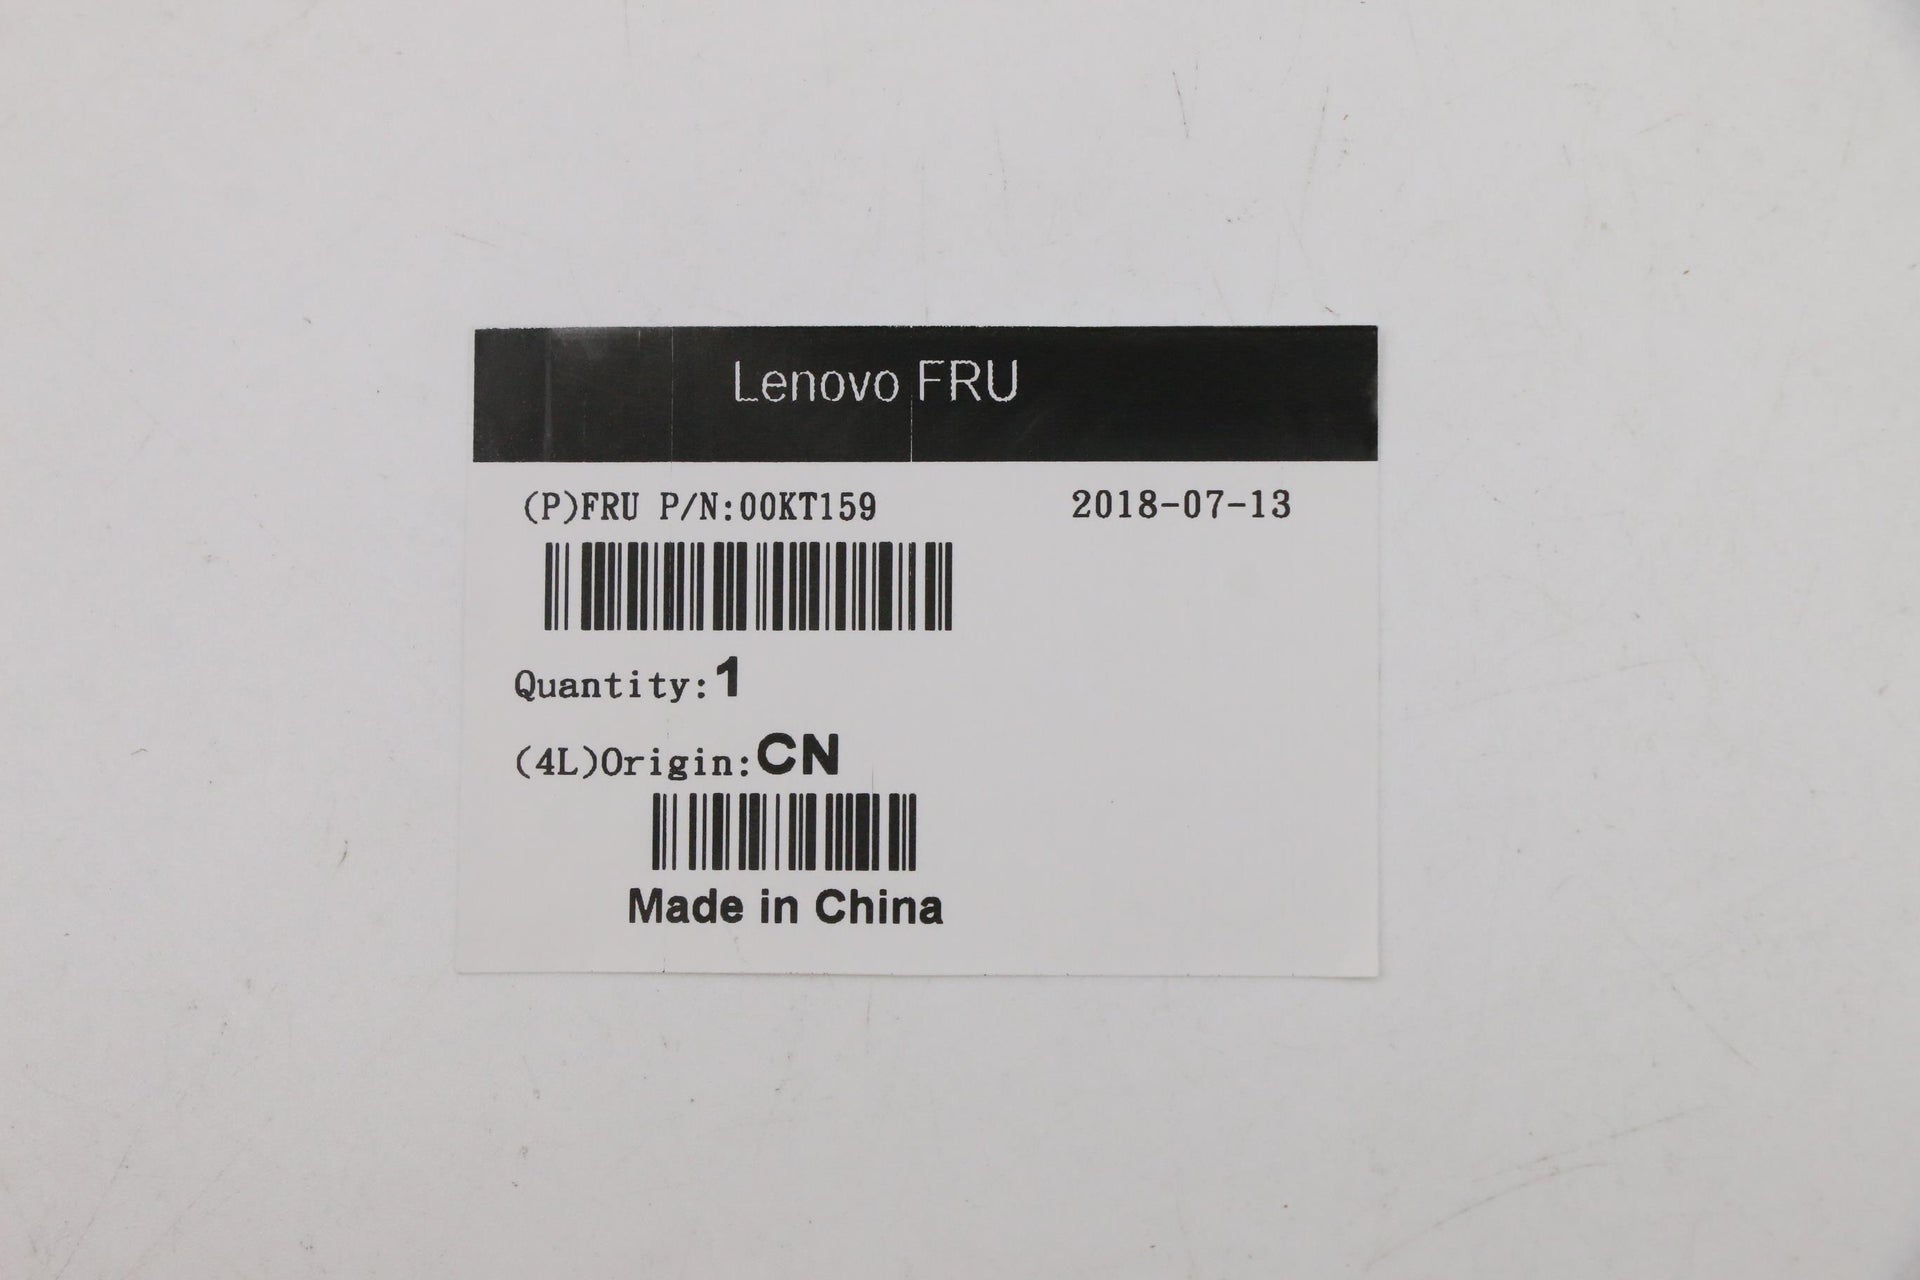 Lenovo FRU
(P)FRU P/N:00KT159 2018-07-13
Quantity:1
(4L)Origin:CN
Made in China